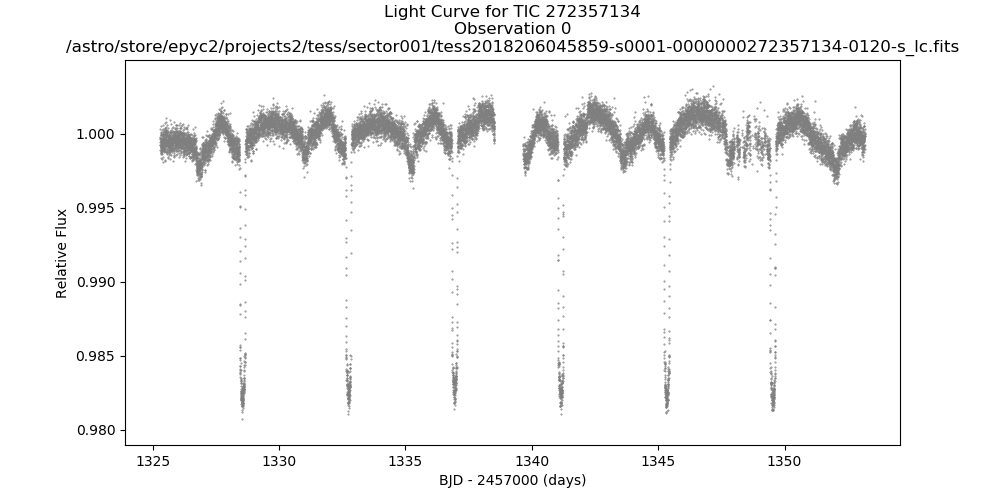 Light Curve for TIC 272357134
Observation 0
/astro/store/epyc2/projects2/tess/sector001/tess2018206045859-s0001-0000000272357134-0120-s_lc.fits
1.000
0.995
0.990
0.985
0.980
Relative Flux
1325 1330 1335 1340 1345 1350
BJD - 2457000 (days)